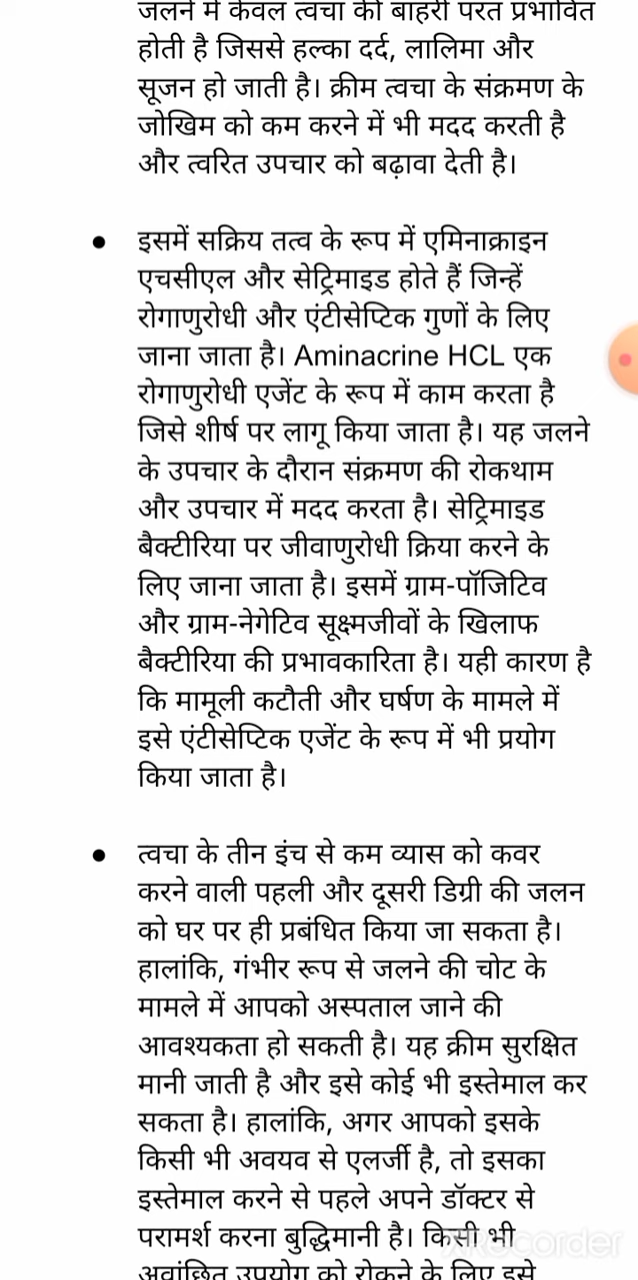 जलने में केवल त्वचा की बाहरी परत प्रभावित
होती है जिससे हल्का दर्द, लालिमा और
सूजन हो जाती है। क्रीम त्वचा के संक्रमण के
जोखिम को कम करने में भी मदद करती है
और त्वरित उपचार को बढ़ावा देती है।
• इसमें सक्रिय तत्व के रूप में एमिनाक्राइन
एचसीएल और सेट्रिमाइड होते हैं जिन्हें
रोगाणुरोधी और एंटीसेप्टिक गुणों के लिए
जाना जाता है। Aminacrine HCL एक
रोगाणुरोधी एजेंट के रूप में काम करता है
जिसे शीर्ष पर लागू किया जाता है। यह जलने
के उपचार के दौरान संक्रमण की रोकथाम
और उपचार में मदद करता है। सेट्रिमाइड
बैक्टीरिया पर जीवाणुरोधी क्रिया करने के
लिए जाना जाता है। इसमें ग्राम-पॉजिटिव
और ग्राम-नेगेटिव सूक्ष्मजीवों के खिलाफ
बैक्टीरिया की प्रभावकारिता है। यही कारण है
कि मामूली कटौती और घर्षण के मामले में
इसे एंटीसेप्टिक एजेंट के रूप में भी प्रयोग
किया जाता है।
• त्वचा के तीन इंच से कम व्यास को कवर
करने वाली पहली और दूसरी डिग्री की जलन
को घर पर ही प्रबंधित किया जा सकता है।
हालांकि, गंभीर रूप से जलने की चोट के
मामले में आपको अस्पताल जाने की
आवश्यकता हो सकती है। यह क्रीम सुरक्षित
मानी जाती है और इसे कोई भी इस्तेमाल कर
सकता है। हालांकि, अगर आपको इसके
किसी भी अवयव से एलर्जी है, तो इसका
इस्तेमाल करने से पहले अपने डॉक्टर से
परामर्श करना बुद्धिमानी है। किसी भी
XRecorder
अवांछित उपयोग को रोकने के लिए इसे